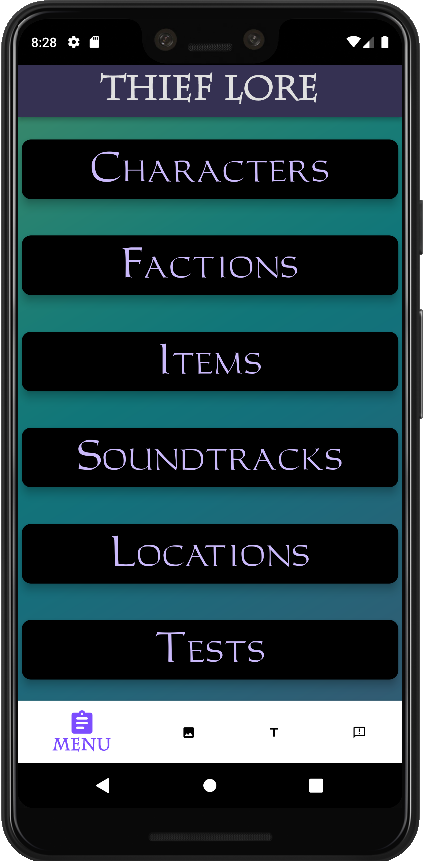 8:28
THIEF LORE
CHARACTERS
FACTIONS
ITEMS
SOUNDTRACKS
LOCATIONS
TESTS
MENU